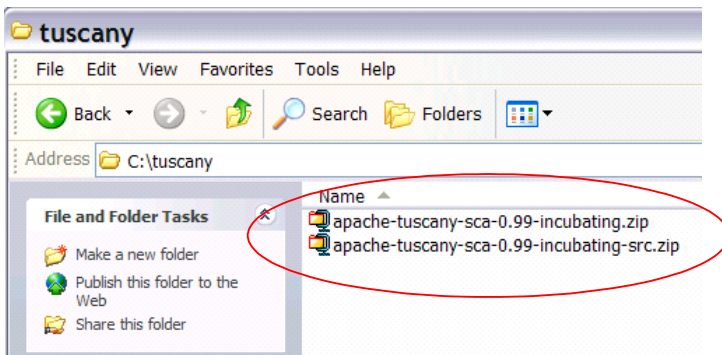 tuscany
File Edit View Favorites Tools Help
Back Search Folders
Address C:\tuscany
Name
File and Folder Tasks
apache-tuscany-sca-0.99-incubating.zip
apache-tuscany-sca-0.99-incubating-src.zip
Make a new folder
Publish this folder to the
Web
Share this folder